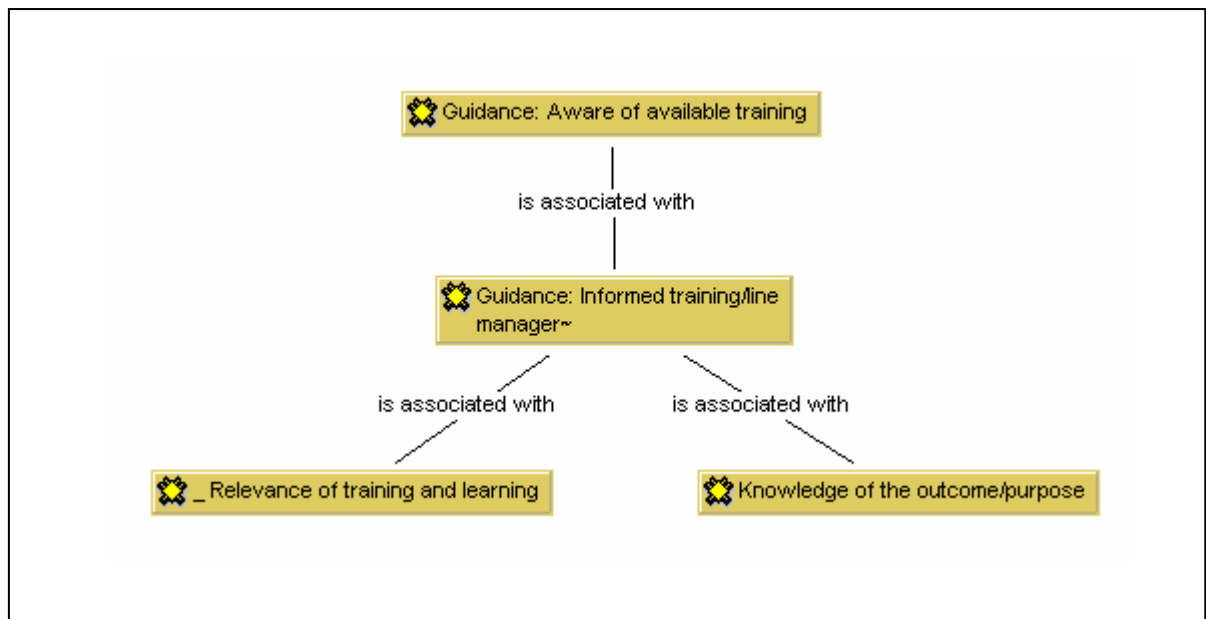 Guidance: Aware of available training
is associated with
Guidance: Informed training/line
manager~
is associated with
is associated with
_ Relevance of training and learning
Knowledge of the outcome/purpose